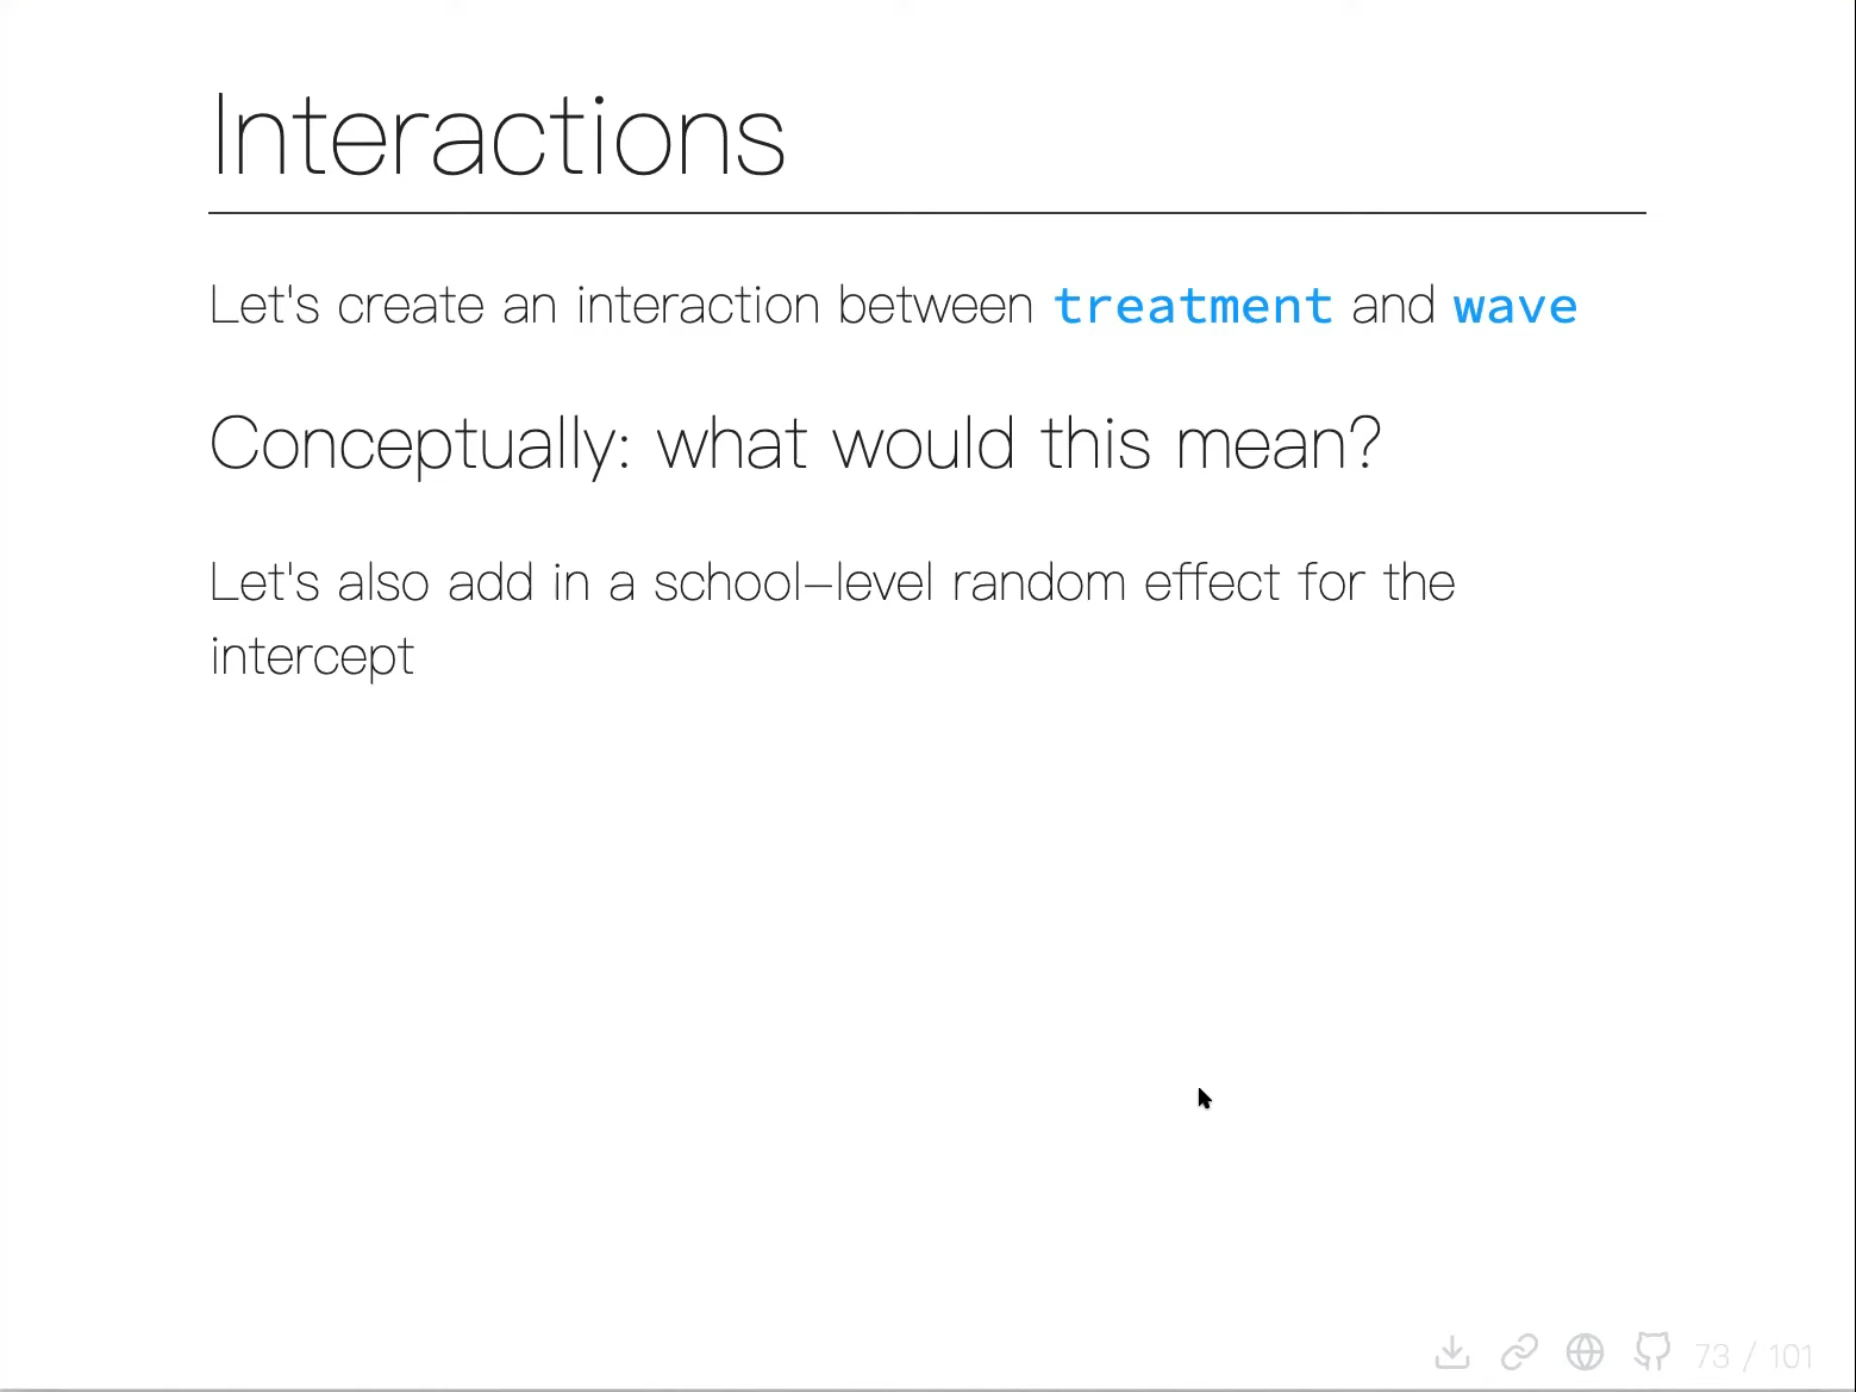 Interactions
Let's create an interaction between treatment and wave
Conceptually: what would this mean?
Let's also add in a school–level random effect for the
intercept
73 / 101